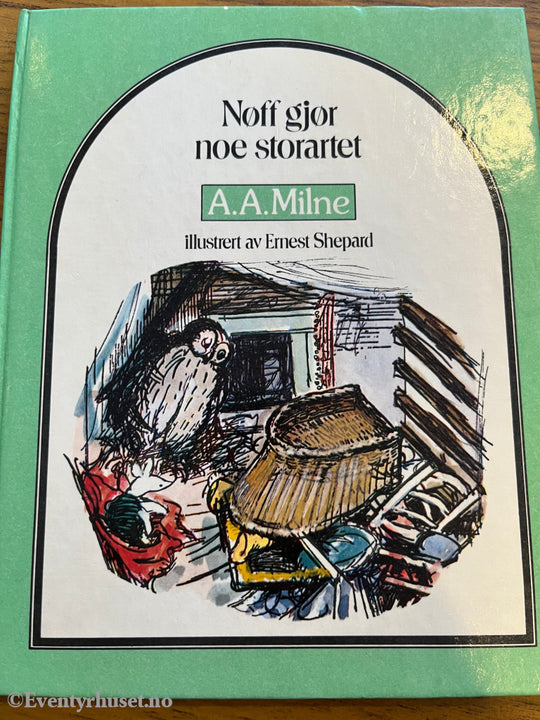 Nøff gjør
noe storartet
A.A.Milne
illustrert av Ernest Shepard
©Eventyrhuset.no